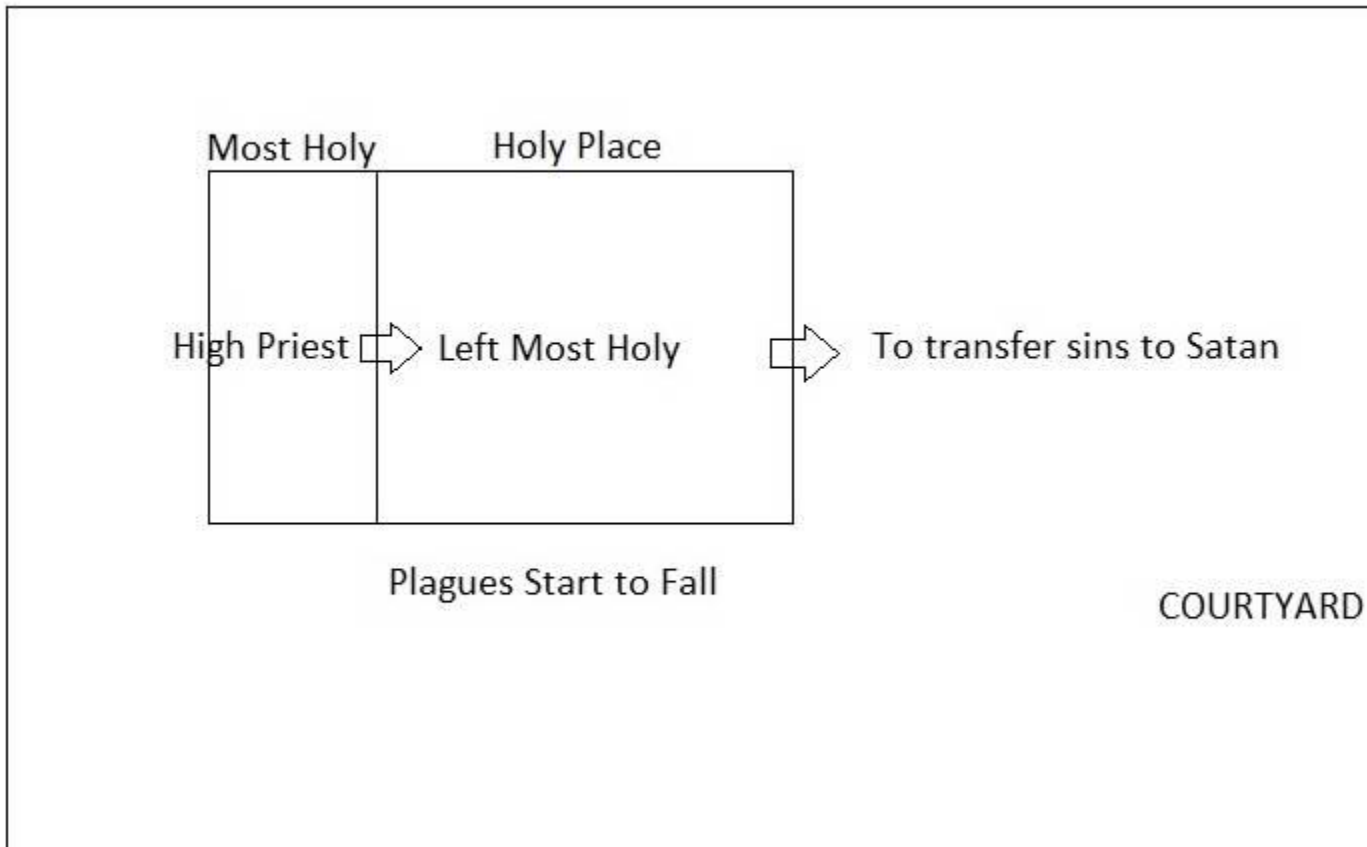 Most Holy
Holy Place
High Priest
Left Most Holy
To transfer sins to Satan
Plagues Start to Fall
COURTYARD